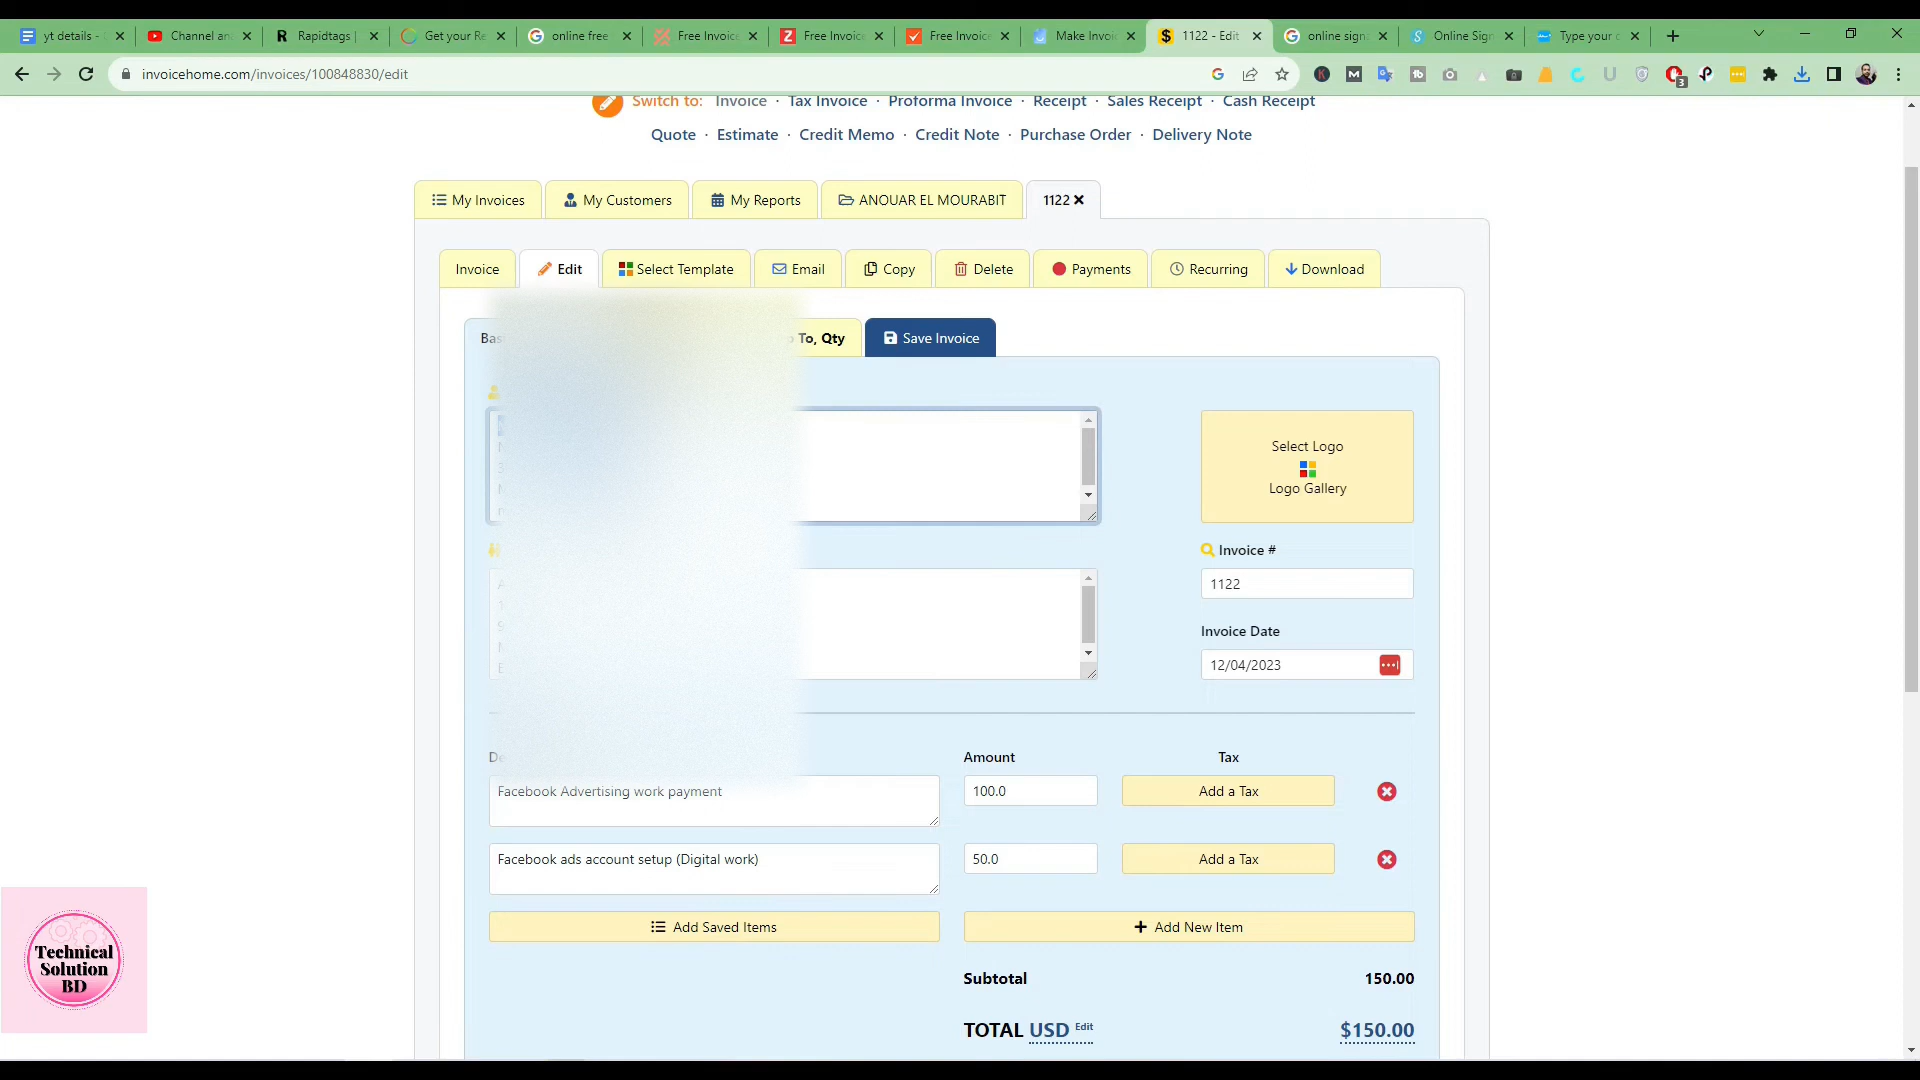 yt details -
Channel an
Rapidtags |
Get your Re
online free
Free Invoice
Free Invoice
Free Invoice
Make Invoi
1122 - Edit
online sign
Online Sign
Type your
invoicehome.com/invoices/100848830/edit
Switch to: Invoice · Tax Invoice · Proforma Invoice · Receipt · Sales Receipt · Cash Receipt
Quote · Estimate · Credit Memo · Credit Note · Purchase Order · Delivery Note
My Invoices
My Customers
My Reports
ANOUAR EL MOURABIT
1122
Invoice
Edit
Select Template
Email
Copy
Delete
Payments
Recurring
Download
Bas
To, Qty
Save Invoice
Select Logo
Logo Gallery
Invoice #
1122
Invoice Date
12/04/2023
Amount
Tax
Facebook Advertising work payment
100.0
Add a Tax
Facebook ads account setup (Digital work)
50.0
Add a Tax
Add Saved Items
Add New Item
Subtotal
150.00
TOTAL USD Edit
$150.00
Technical
Solution
BD